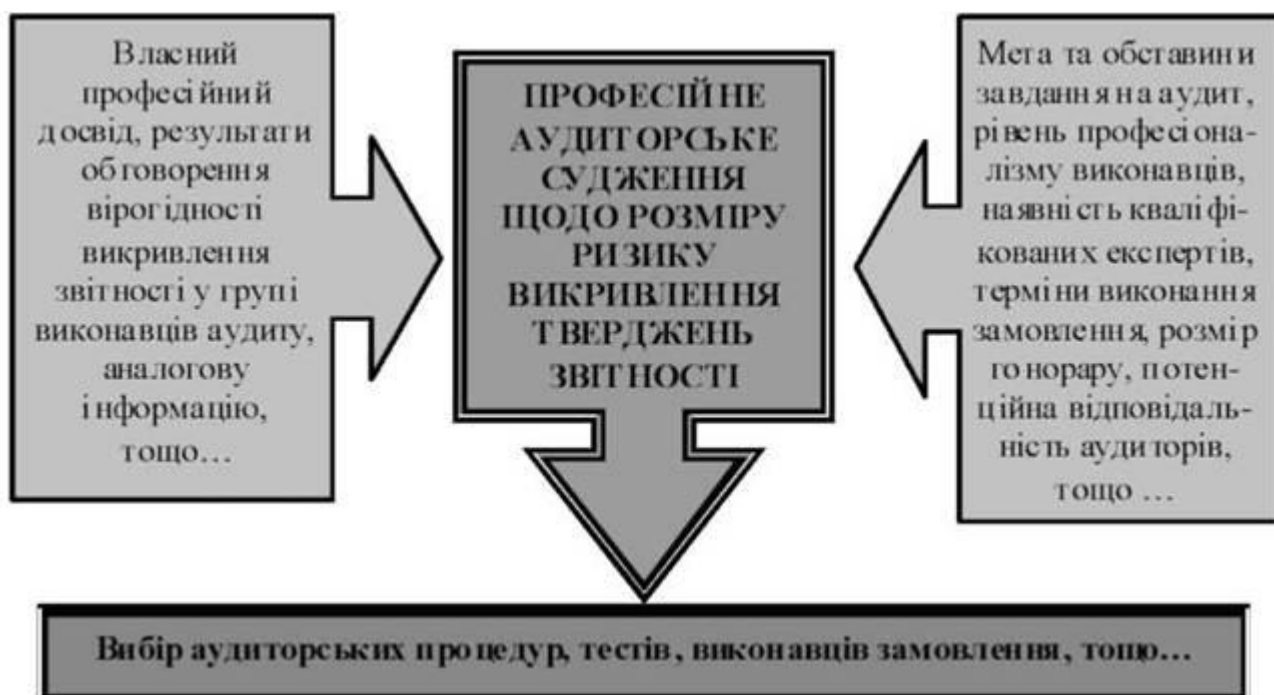 Власний
професійний
досвід, результати
обговорення
вірогідності
викривлення
звітності у групі
виконавців аудиту,
аналогову
інформацію,
тощо…
ПРОФЕСІЙНЕ
АУДИТОРСЬКЕ
СУДЖЕННЯ
ЩОДО РОЗМІРУ
РИЗИКУ
ВИКРИВЛЕННЯ
ТВЕРДЖЕНЬ
ЗВІТНОСТІ
Мета та обставини
завдання на аудит,
рівень професіона-
лізму виконавців,
наявність кваліфі-
кованих експертів,
терміни виконання
замовлення, розмір
гонорару, потен-
ційна відповідаль-
ність аудиторів,
тощо …
Вибір аудиторських процедур, тестів, виконавців замовлення, тощо…